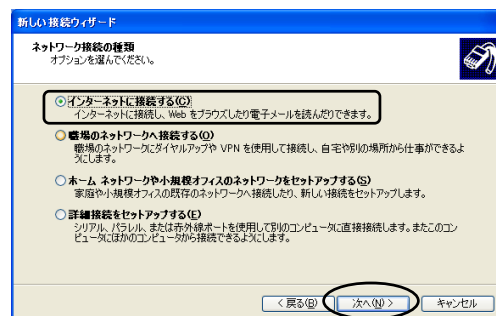 新しい接続ウィザード
ネットワーク接続の種類
オプションを選んでください。
インターネットに接続する(C)
インターネットに接続し、Web をブラウズしたり電子メールを読んだりできます。
職場のネットワークへ接続する(O)
職場のネットワークにダイヤルアップや VPN を使用して接続し、自宅や別の場所から仕事ができるよ
うにします。
ホーム ネットワークや小規模オフィスのネットワークをセットアップする(S)
家庭や小規模オフィスの既存のネットワークへ接続したり、新しい接続をセットアップします。
詳細接続をセットアップする(E)
シリアル、パラレル、または赤外線ポートを使用して別のコンピュータに直接接続します。またこのコン
ピュータにほかのコンピュータから接続できるようにします。
< 戻る(B) 次へ(N) > キャンセル